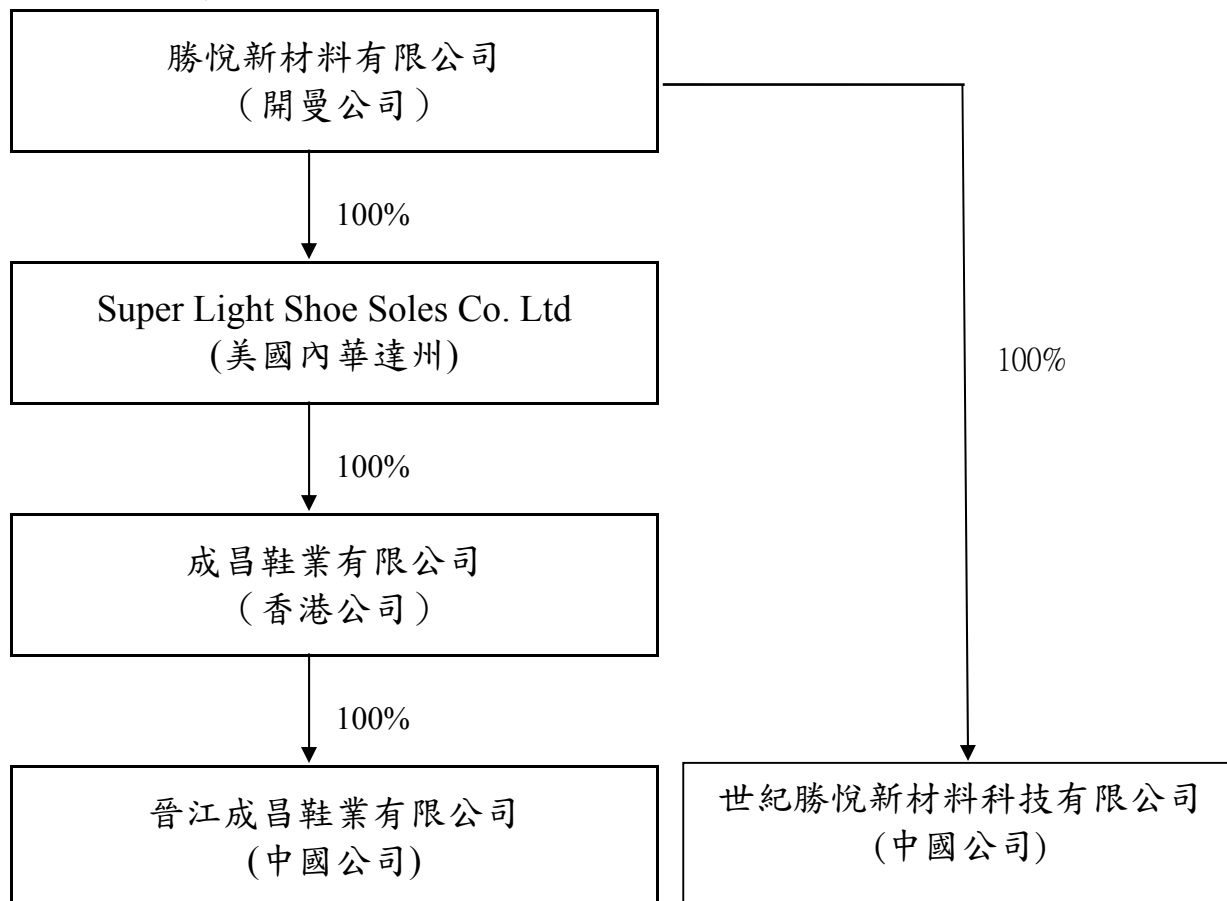 勝悅新材料有限公司
（開曼公司）
100%
Super Light Shoe Soles Co. Ltd
(美國內華達州)
100%
100%
成昌鞋業有限公司
（香港公司）
100%
晉江成昌鞋業有限公司
(中國公司)
世紀勝悅新材料科技有限公司
(中國公司)